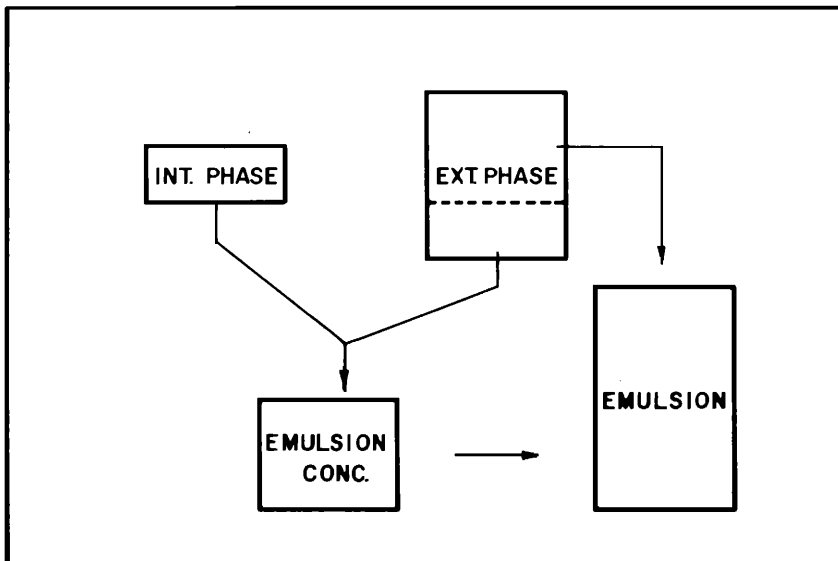 INT. PHASE
EXT. PHASE
EMULSION
CONC.
EMULSION